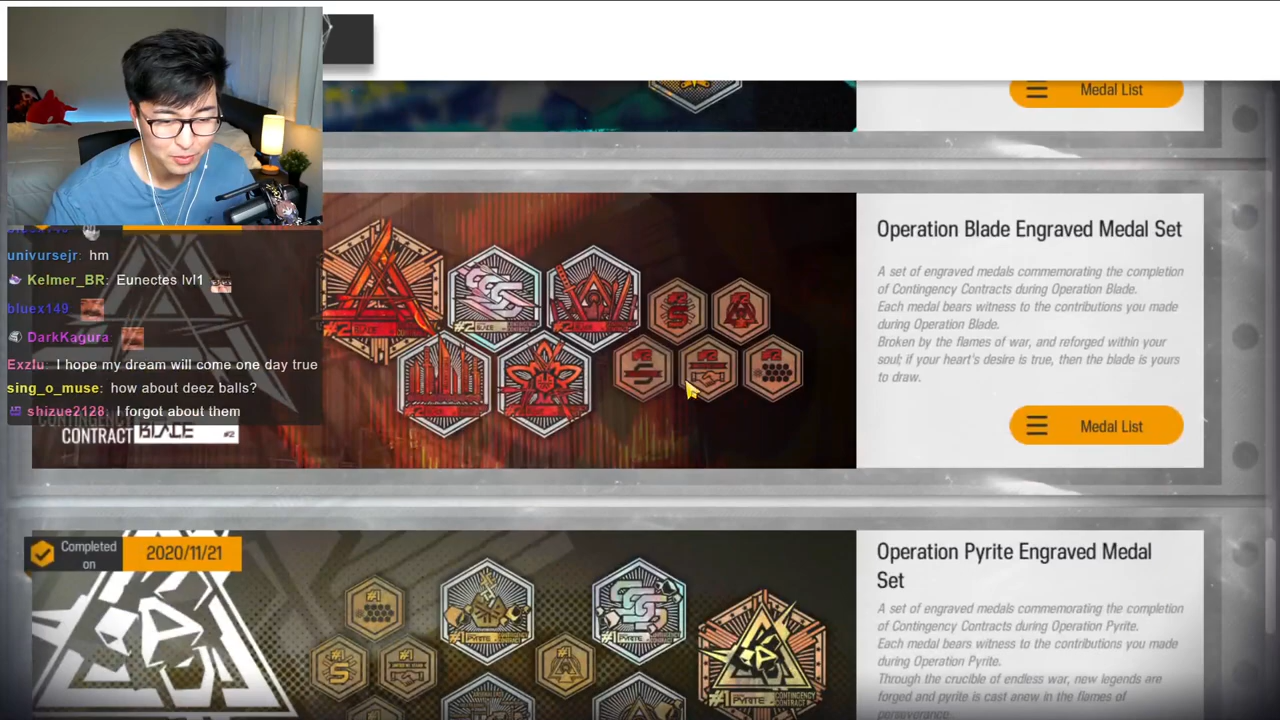 Medal List
univursejr: hm
Kelmer_BR: Eunectes lvl1
bluex149:
DarkKagura:
Exzlu: I hope my dream will come one day true
sing_o_muse: how about deez balls?
shizue2128: I forgot about them
CONTINGENCY
CONTRACT BLADE #2
Operation Blade Engraved Medal Set
A set of engraved medals commemorating the completion
of Contingency Contracts during Operation Blade.
Each medal bears witness to the contributions you made
during Operation Blade.
Broken by the flames of war, and reforged within your
soul; if your heart's desire is true, then the blade is yours
to draw.
Medal List
Completed
on
2020/11/21
Operation Pyrite Engraved Medal
Set
A set of engraved medals commemorating the completion
of Contingency Contracts during Operation Pyrite.
Each medal bears witness to the contributions you made
during Operation Pyrite.
Through the crucible of endless war, new legends are
forged and pyrite is cast anew in the flames of
perseverance.